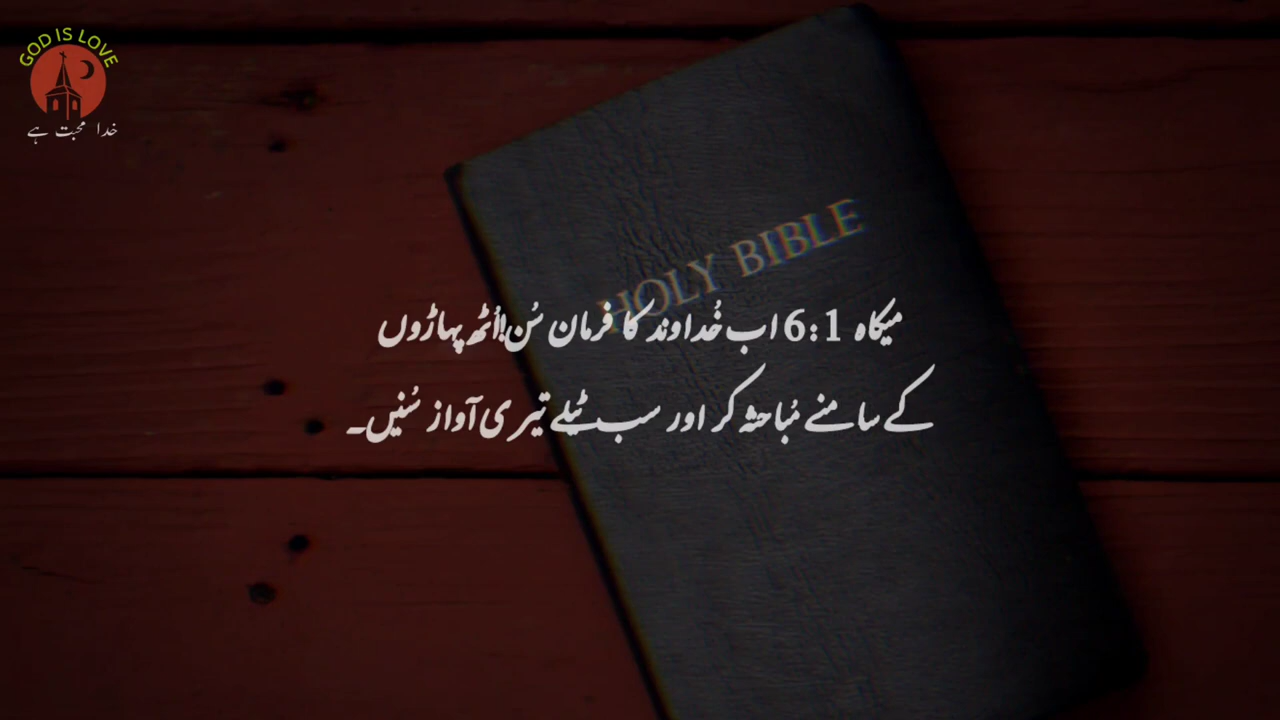 GOD IS LOVE
خدا محبت ہے
HOLY BIBLE
میکاہ 6:1 اب خُداوند کا فرمان سُن!اُٹھ پہاڑوں
کے سامنے مُباحثہ کر اور سب ٹیلے تیری آواز سُنیں۔